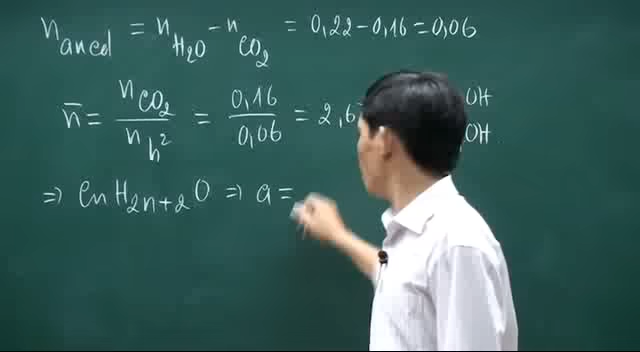 n ancol = n H2O - n CO2 = 0,22 - 0,16 = 0,06
n̄ = n CO2 / n h2 = 0,16 / 0,06 = 2,6 OH
OH
⇒ CnH2n+2O ⇒ a =